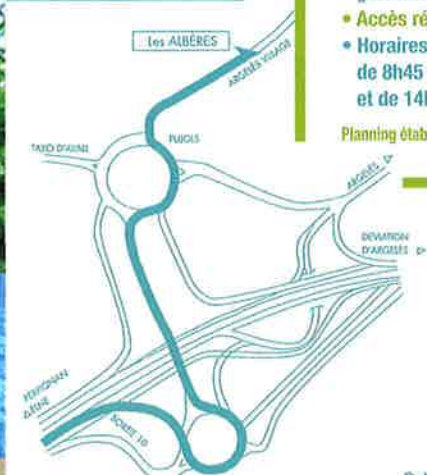 • Accès ré
• Horaires
de 8h45
et de 14h
Planning étab
Les ALBÈRES
ARGELÈS VILLAGE
PUJOLS
TAXO D'AVALL
ARGELÈS
DEVIATION
D'ARGELÈS
PERPIGNAN
ELNE
SORTIE 10